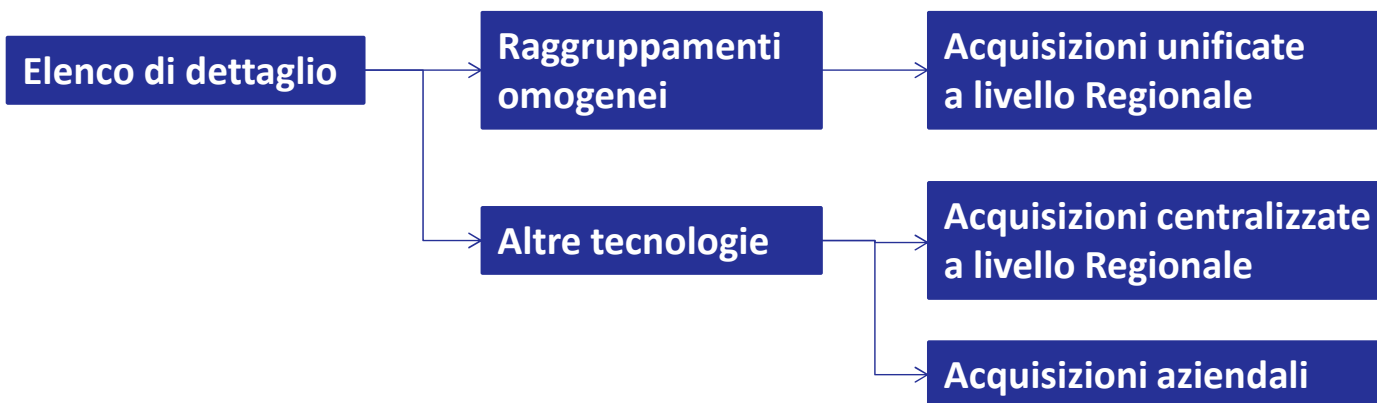 Elenco di dettaglio
Raggruppamenti
omogenei
Acquisizioni unificate
a livello Regionale
Altre tecnologie
Acquisizioni centralizzate
a livello Regionale
Acquisizioni aziendali